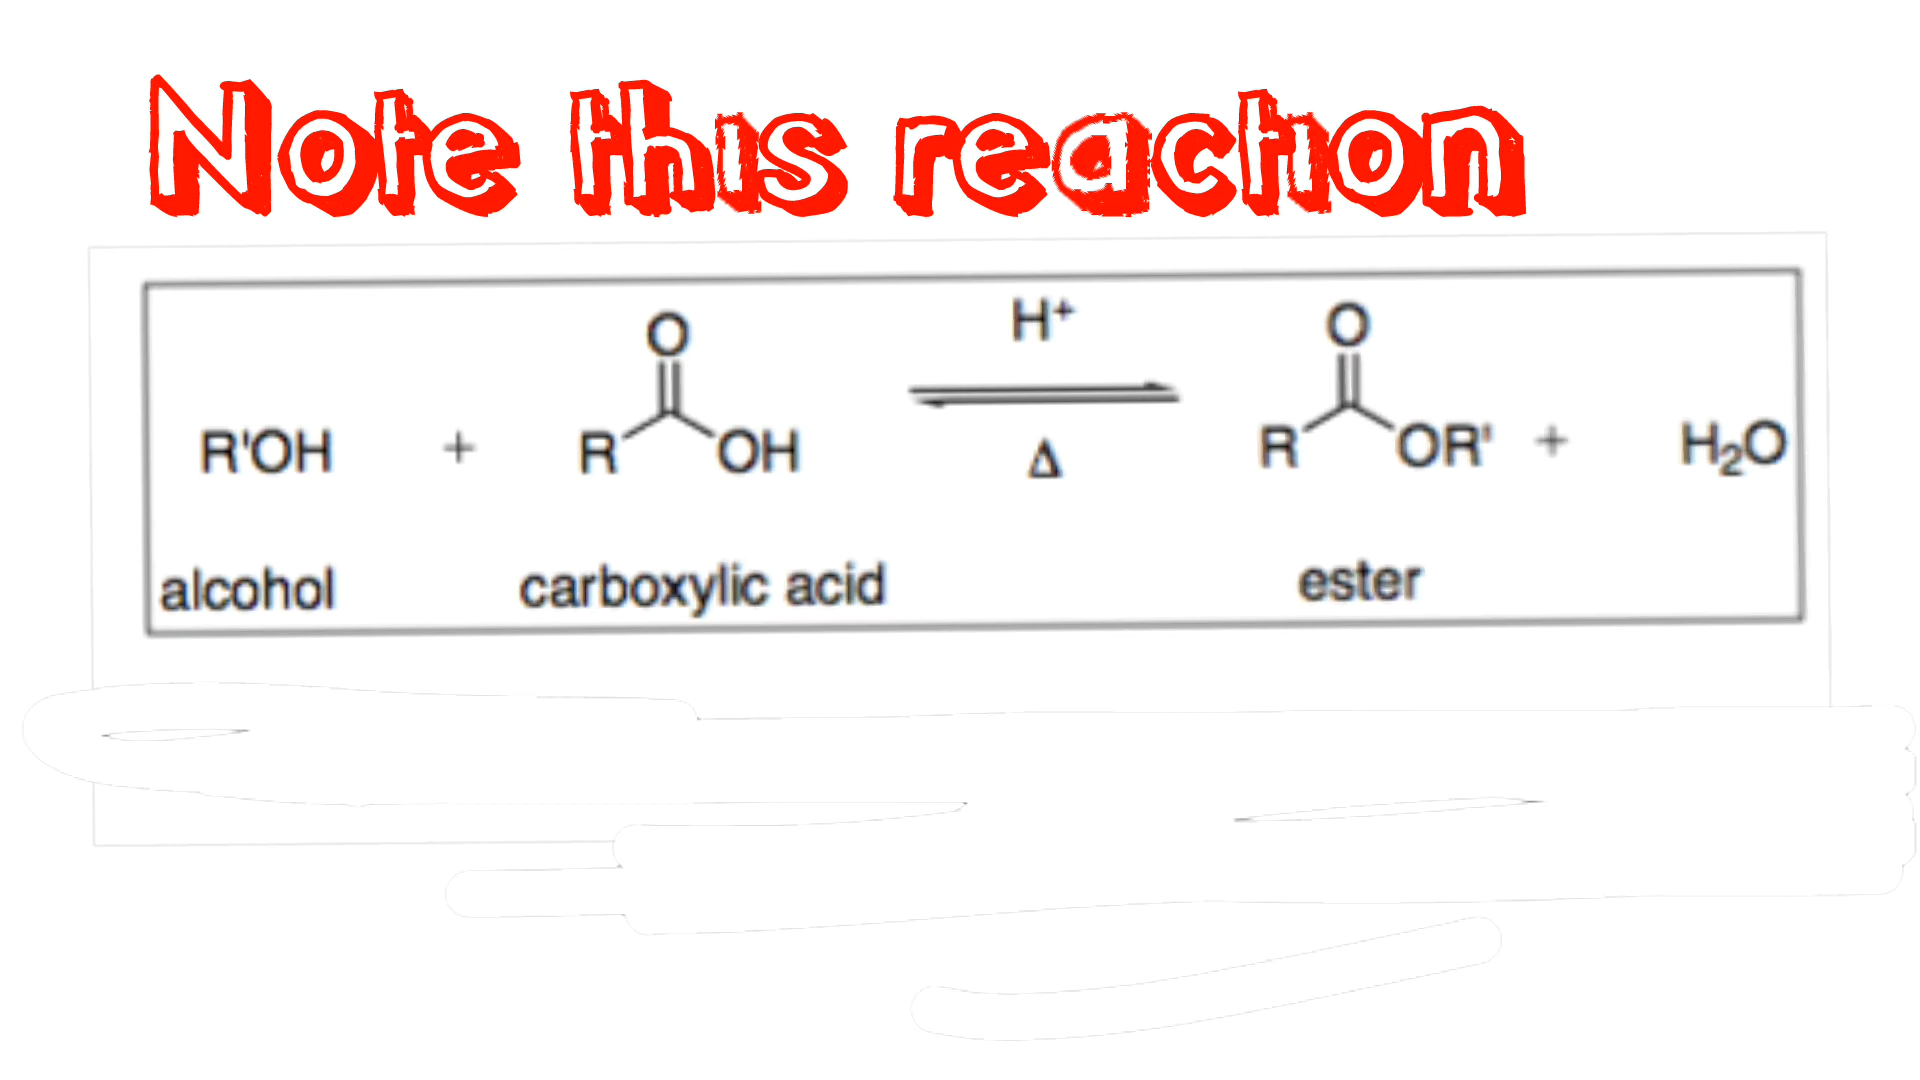 Note this reaction
O H⁺ O
R'OH + R OH Δ R OR' + H₂O
alcohol carboxylic acid ester